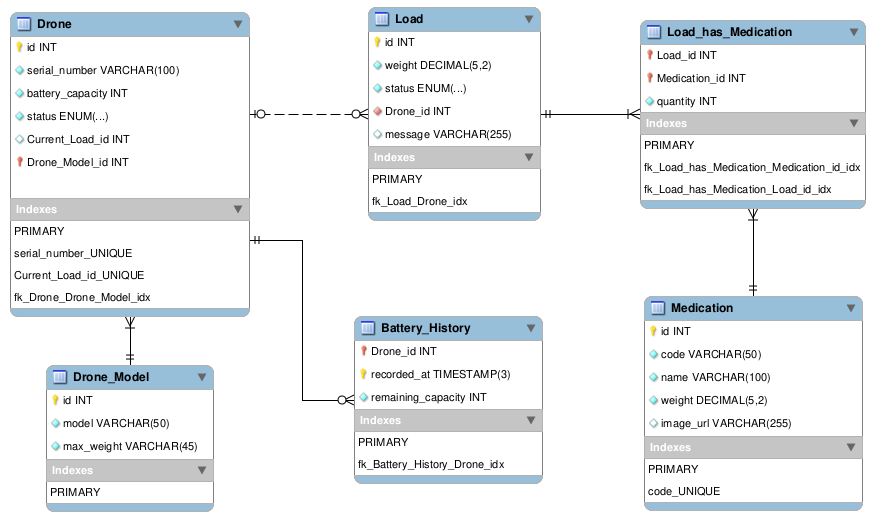 Drone
id INT
serial_number VARCHAR(100)
battery_capacity INT
status ENUM(...)
Current_Load_id INT
Drone_Model_id INT
Indexes
PRIMARY
serial_number_UNIQUE
Current_Load_id_UNIQUE
fk_Drone_Drone_Model_idx
Load
id INT
weight DECIMAL(5,2)
status ENUM(...)
Drone_id INT
message VARCHAR(255)
Indexes
PRIMARY
fk_Load_Drone_idx
Load_has_Medication
Load_id INT
Medication_id INT
quantity INT
Indexes
PRIMARY
fk_Load_has_Medication_Medication_id_idx
fk_Load_has_Medication_Load_id_idx
Drone_Model
id INT
model VARCHAR(50)
max_weight VARCHAR(45)
Indexes
PRIMARY
Battery_History
Drone_id INT
recorded_at TIMESTAMP(3)
remaining_capacity INT
Indexes
PRIMARY
fk_Battery_History_Drone_idx
Medication
id INT
code VARCHAR(50)
name VARCHAR(100)
weight DECIMAL(5,2)
image_url VARCHAR(255)
Indexes
PRIMARY
code_UNIQUE